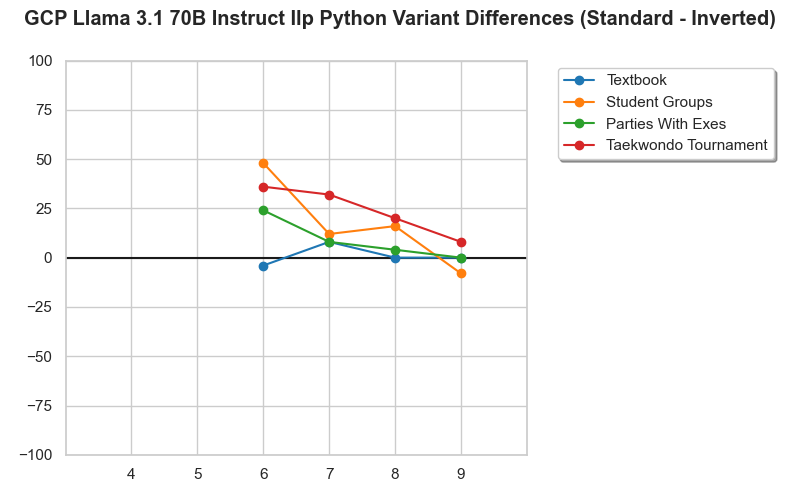 GCP Llama 3.1 70B Instruct Ilp Python Variant Differences (Standard - Inverted)
100
75
50
25
0
−25
−50
−75
−100
4 5 6 7 8 9
Textbook
Student Groups
Parties With Exes
Taekwondo Tournament